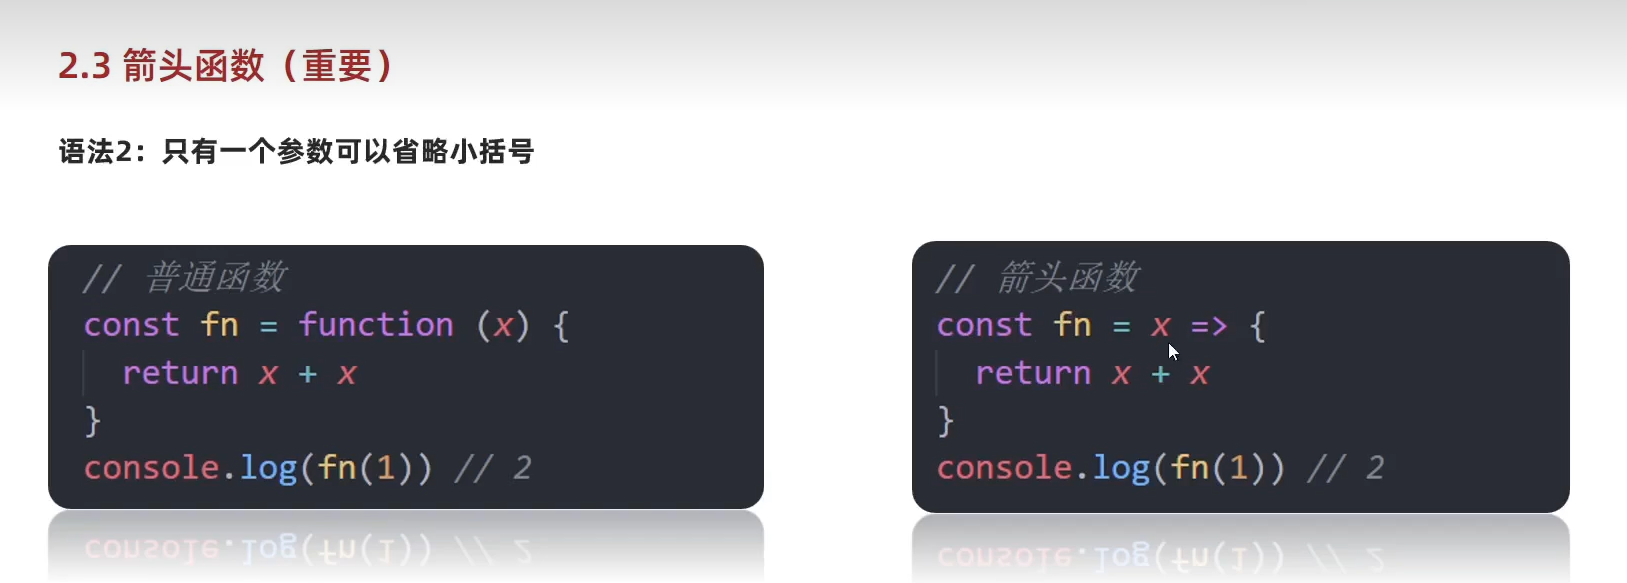 2.3 箭头函数（重要）
语法2：只有一个参数可以省略小括号
// 普通函数
const fn = function (x) {
  return x + x
}
console.log(fn(1)) // 2
// 箭头函数
const fn = x => {
  return x + x
}
console.log(fn(1)) // 2